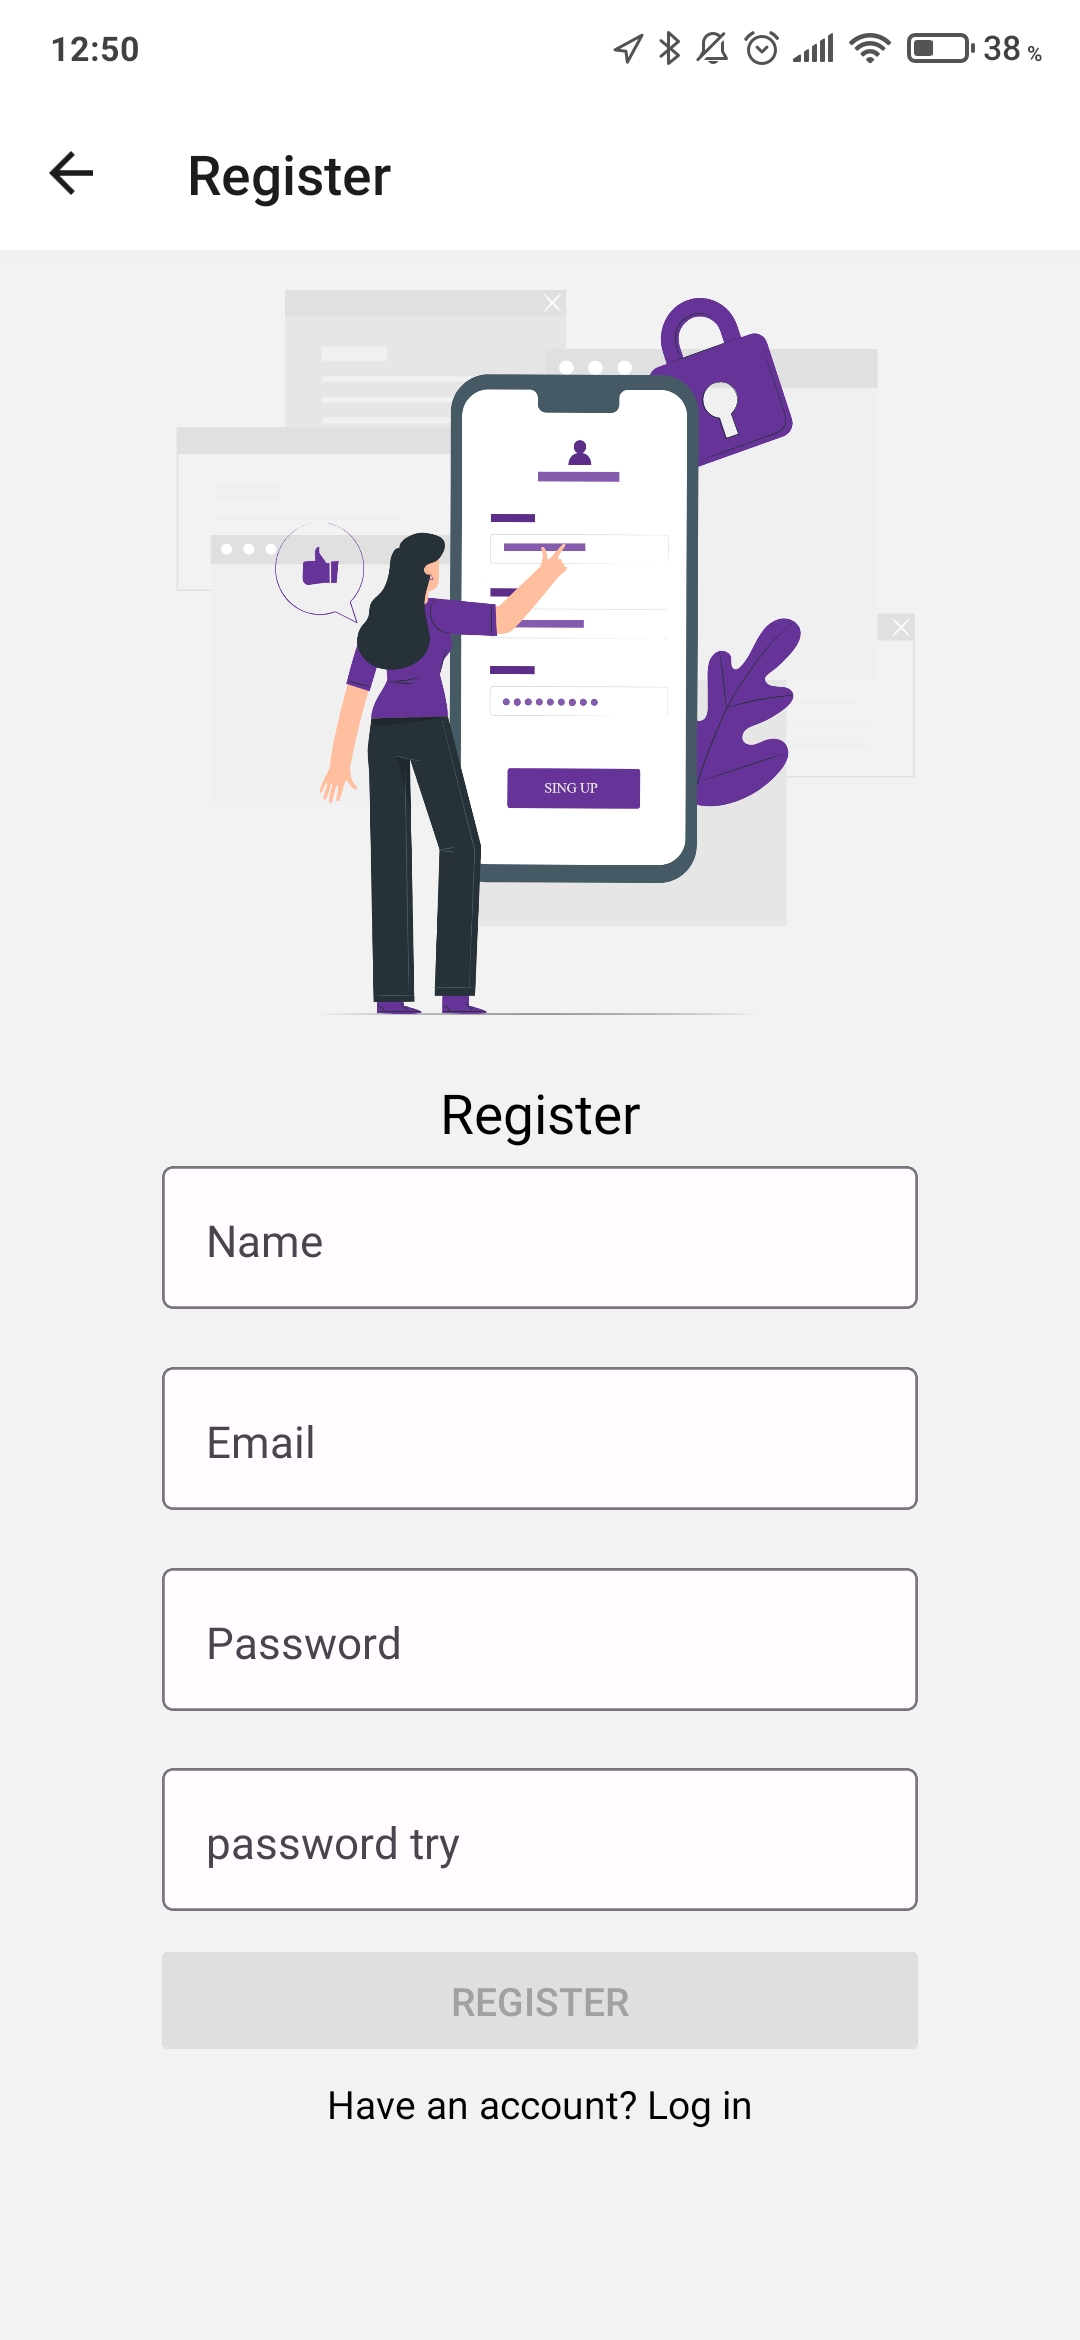 12:50
38 %
Register
SING UP
Register
Name
Email
Password
password try
REGISTER
Have an account? Log in